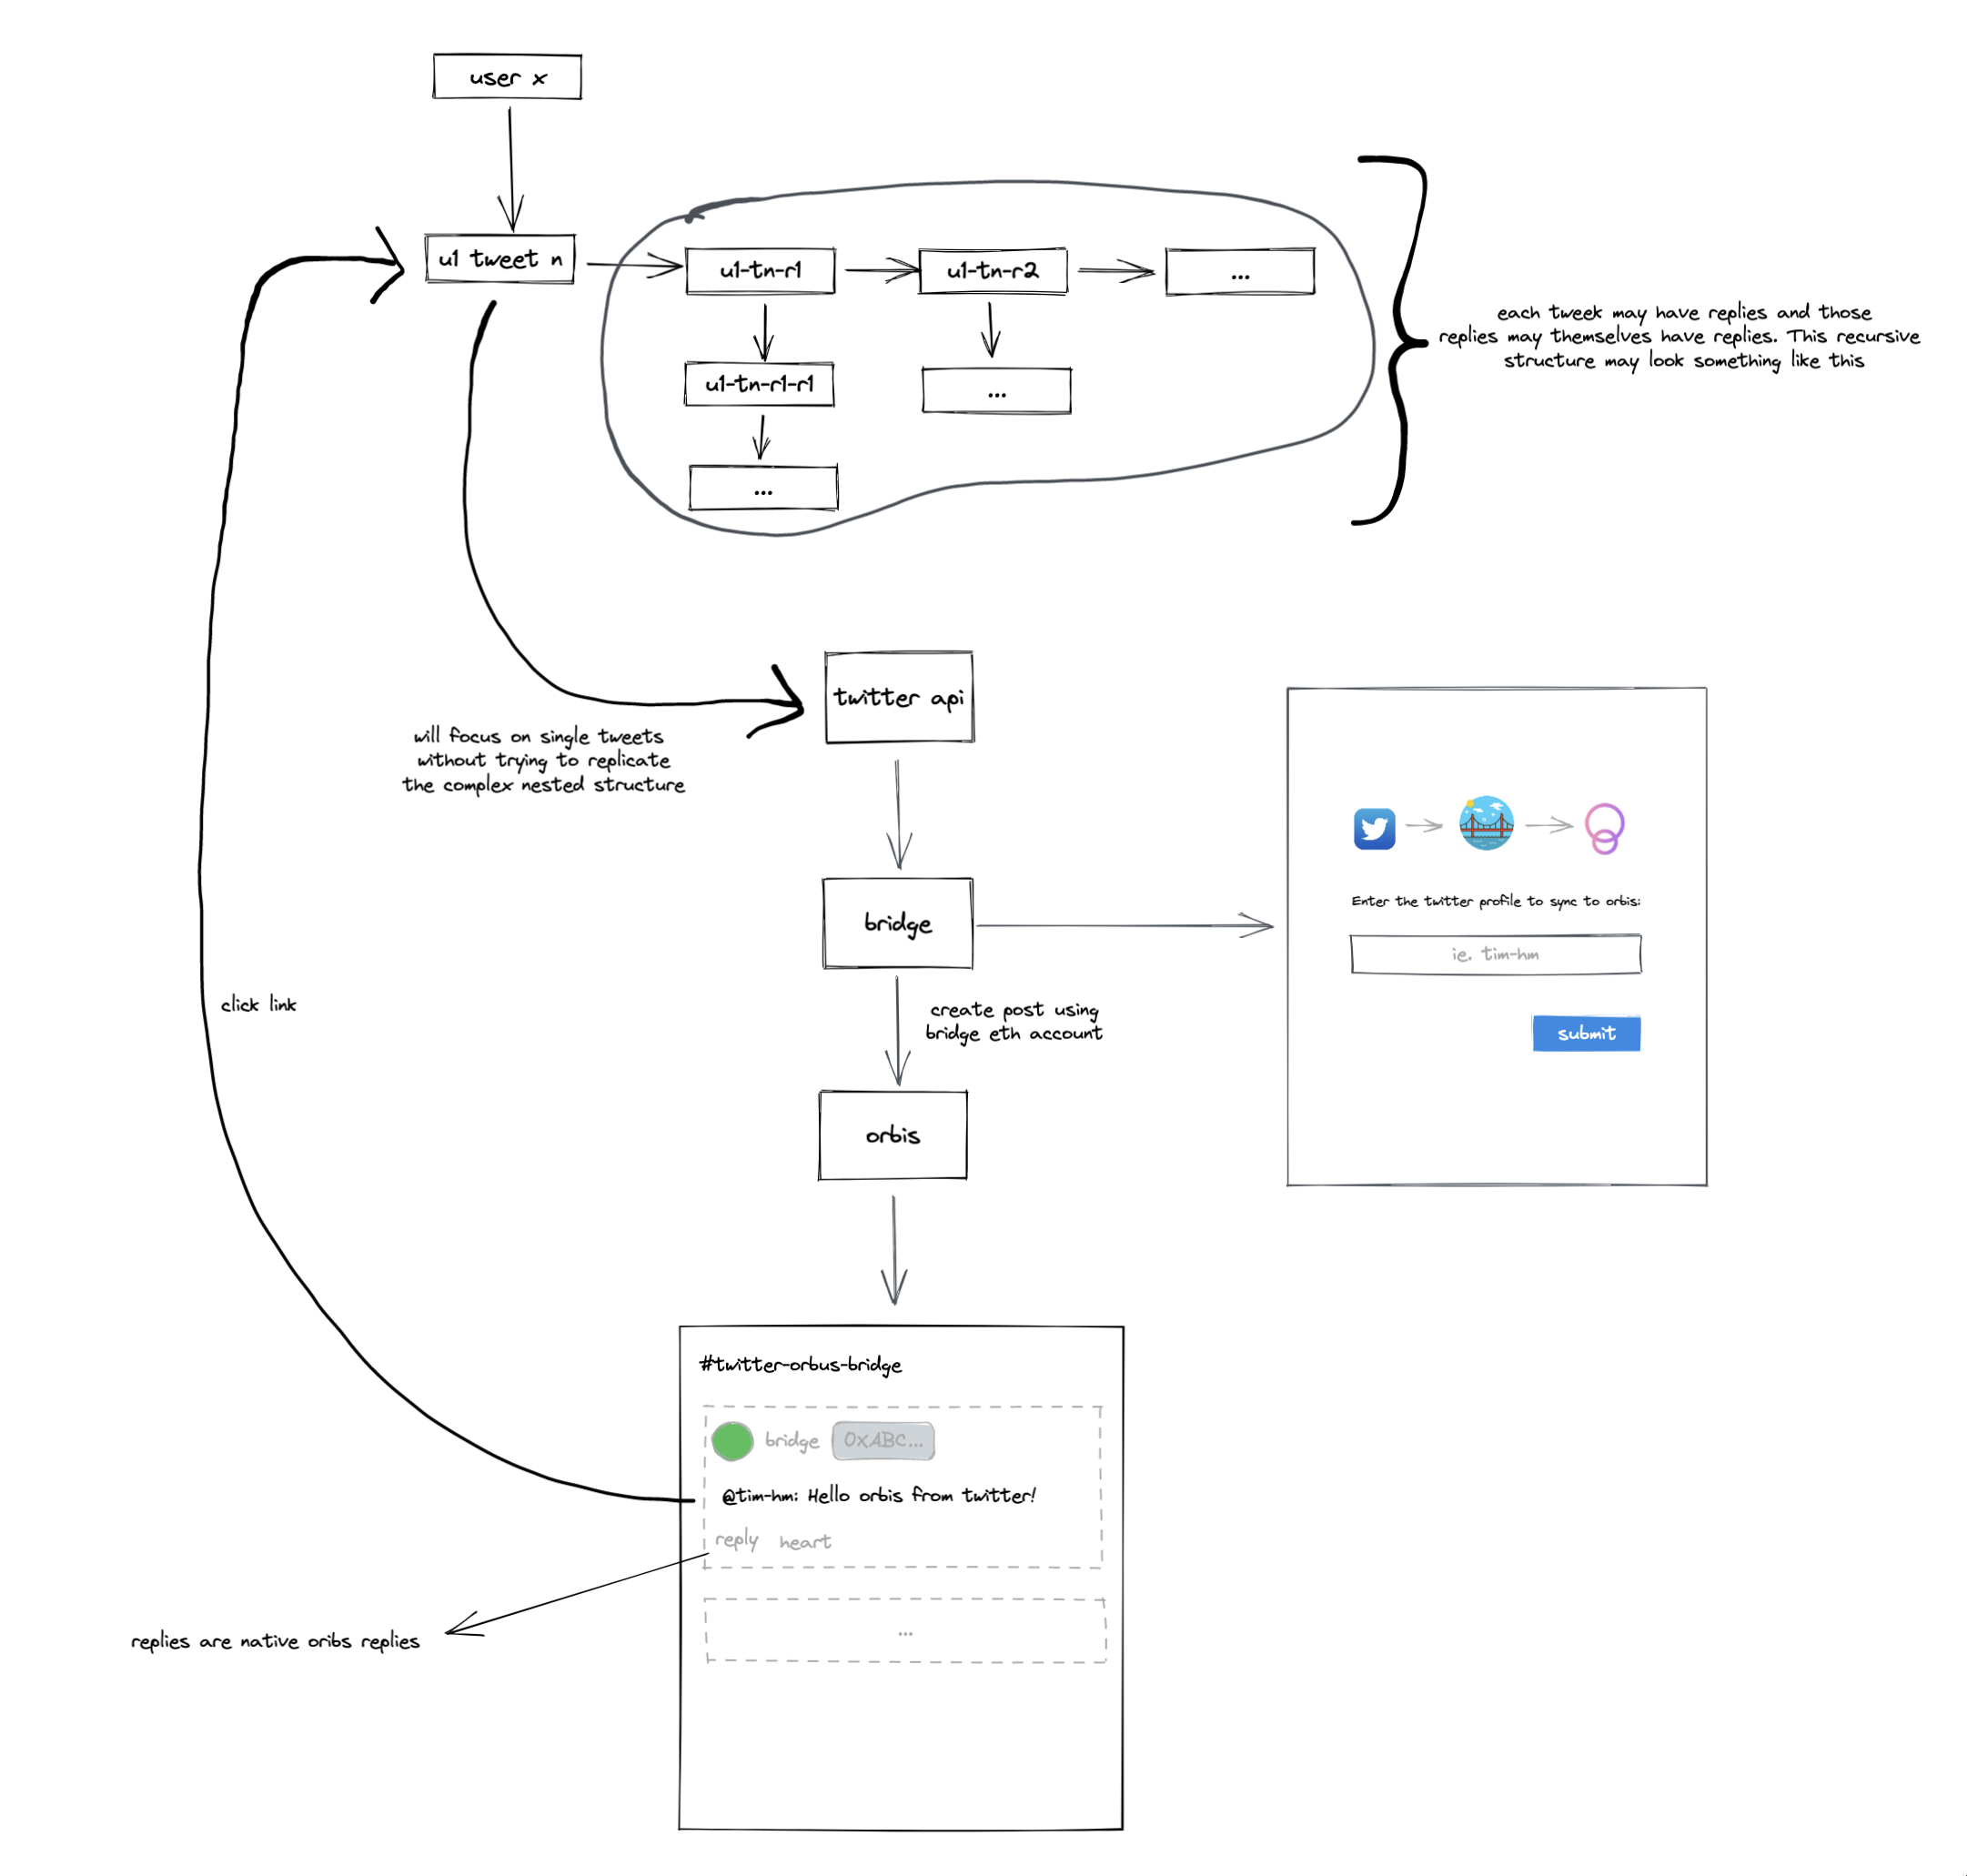 user x
u1 tweet n
u1-tn-r1
u1-tn-r2
...
u1-tn-r1-r1
...
...
each tweek may have replies and those
replies may themselves have replies. This recursive
structure may look something like this
twitter api
will focus on single tweets
without trying to replicate
the complex nested structure
bridge
Enter the twitter profile to sync to orbis:
ie. tim-hm
submit
click link
create post using
bridge eth account
orbis
#twitter-orbus-bridge
bridge
0xABC...
@tim-hm: Hello orbis from twitter!
reply heart
replies are native oribs replies
...